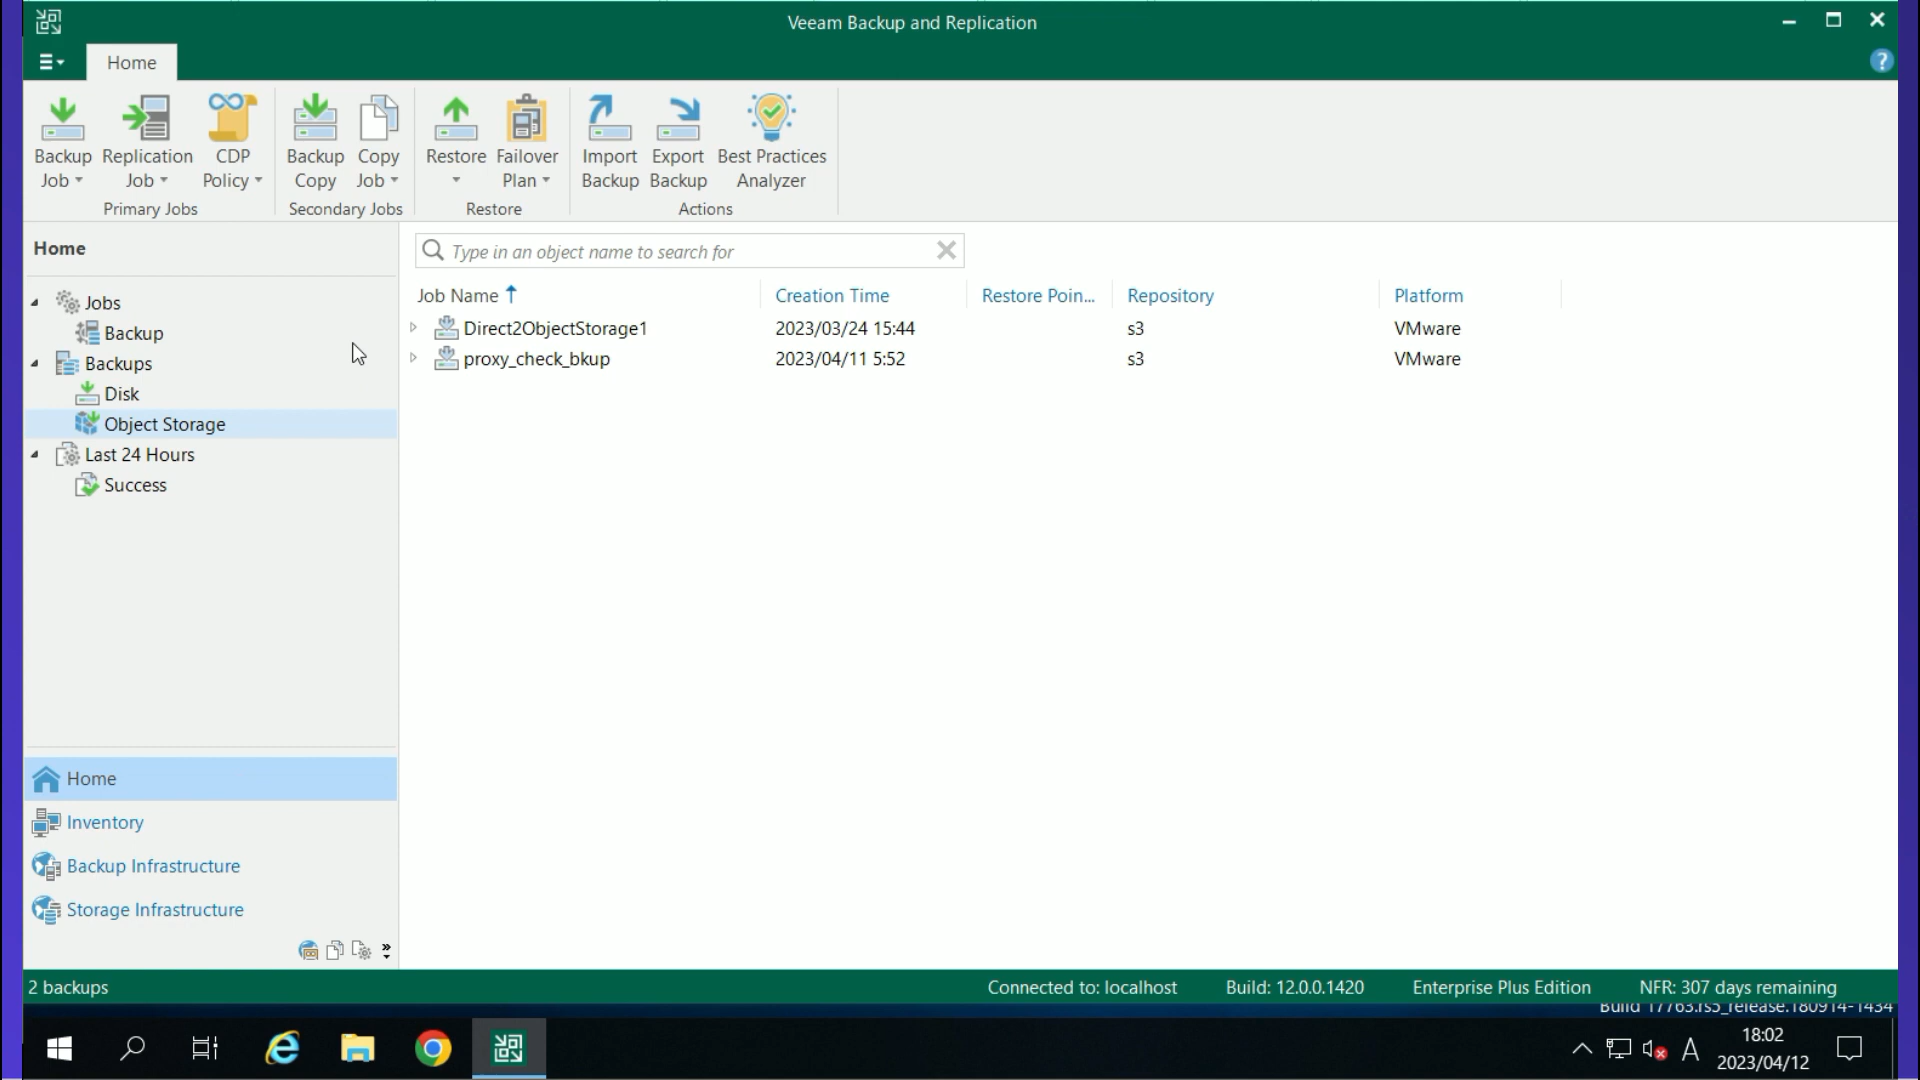 Veeam Backup and Replication
Home
Backup Job
Replication Job
CDP Policy
Backup Copy
Copy Job
Restore
Failover Plan
Import Backup
Export Backup
Best Practices Analyzer
Primary Jobs
Secondary Jobs
Restore
Actions
Home
Type in an object name to search for
Jobs
Backup
Backups
Disk
Object Storage
Last 24 Hours
Success
Job Name Creation Time Restore Poin... Repository Platform
Direct2ObjectStorage1 2023/03/24 15:44 s3 VMware
proxy_check_bkup 2023/04/11 5:52 s3 VMware
Home
Inventory
Backup Infrastructure
Storage Infrastructure
2 backups Connected to: localhost Build: 12.0.0.1420 Enterprise Plus Edition NFR: 307 days remaining
Build 17763.rs5_release.180914-1434
A
18:02
2023/04/12